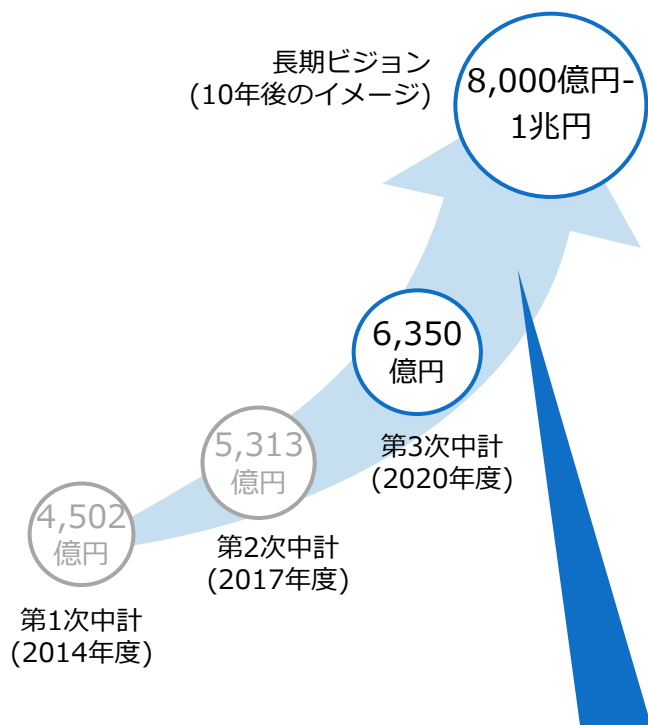 長期ビジョン
(10年後のイメージ)
8,000億円-
1兆円
6,350
億円
第3次中計
(2020年度)
5,313
億円
第2次中計
(2017年度)
4,502
億円
第1次中計
(2014年度)